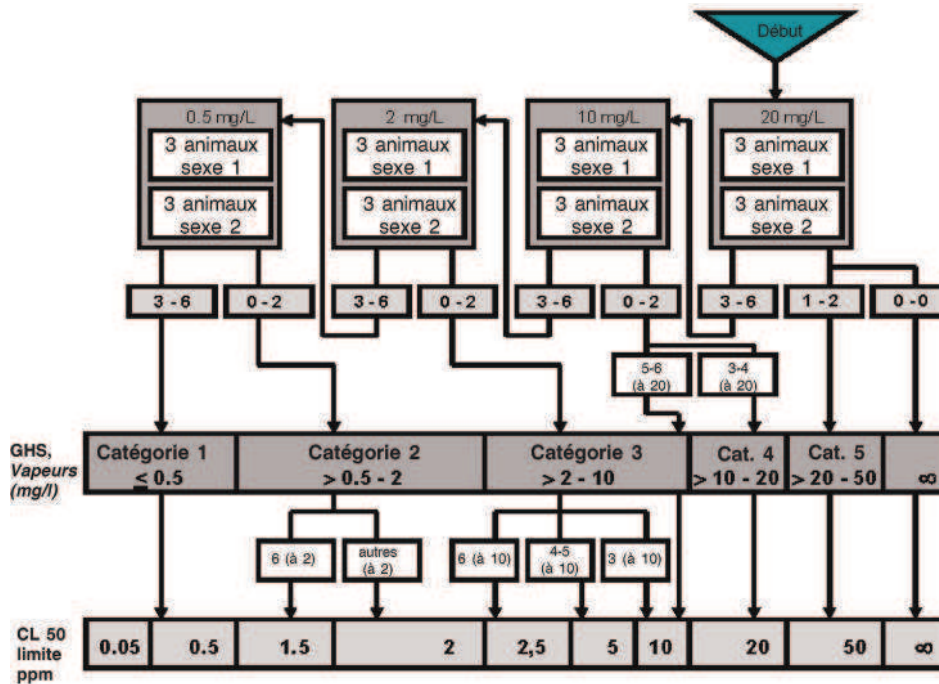 Début
0.5 mg/L
2 mg/L
10 mg/L
20 mg/L
3 animaux
sexe 1
3 animaux
sexe 1
3 animaux
sexe 1
3 animaux
sexe 1
3 animaux
sexe 2
3 animaux
sexe 2
3 animaux
sexe 2
3 animaux
sexe 2
3 - 6
0 - 2
3 - 6
0 - 2
3 - 6
0 - 2
3 - 6
1 - 2
0 - 0
5-6
(à 20)
3-4
(à 20)
GHS,
Vapeurs
(mg/l)
Catégorie 1
≤ 0.5
Catégorie 2
> 0.5 - 2
Catégorie 3
> 2 - 10
Cat. 4
> 10 - 20
Cat. 5
> 20 - 50
∞
6 (à 2)
autres
(à 2)
6 (à 10)
4-5
(à 10)
3 (à 10)
CL 50
limite
ppm
0.05
0.5
1.5
2
2,5
5
10
20
50
∞